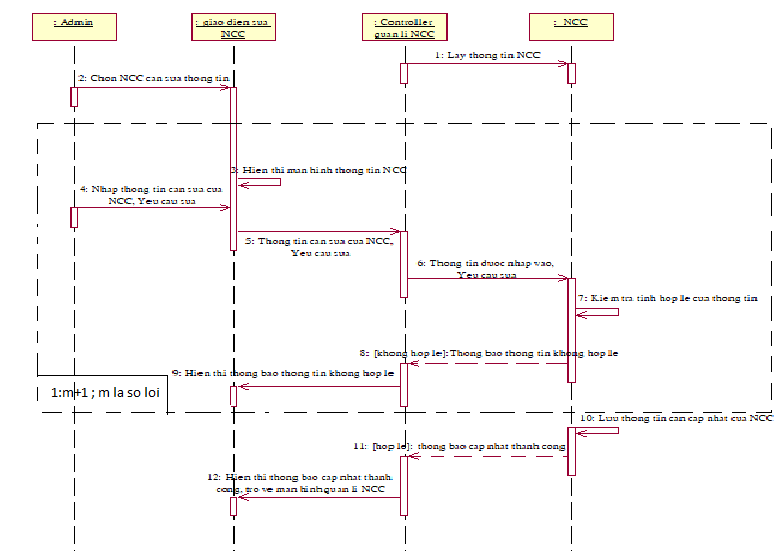 : Admin
: giao dien sua
NCC
: Controller
quan li NCC
: NCC
1: Lay thong tin NCC
2: Chon NCC can sua thong tin
3: Hien thi man hinh thong tin NCC
4: Nhap thong tin can sua cua
NCC, Yeu cau sua
5: Thong tin can sua cua NCC,
Yeu cau sua
6: Thong tin duoc nhap vao,
Yeu cau sua
7: Kiem tra tinh hop le cua thong tin
8: [khong hop le]: Thong bao thong tin khong hop le
9: Hien thi thong bao thong tin khong hop le
1:m+1 ; m la so loi
10: Luu thong tin can cap nhat cua NCC
11: [hop le]: thong bao cap nhat thanh cong
12: Hien thi thong bao cap nhat thanh
cong, tro ve man hinh quan li NCC